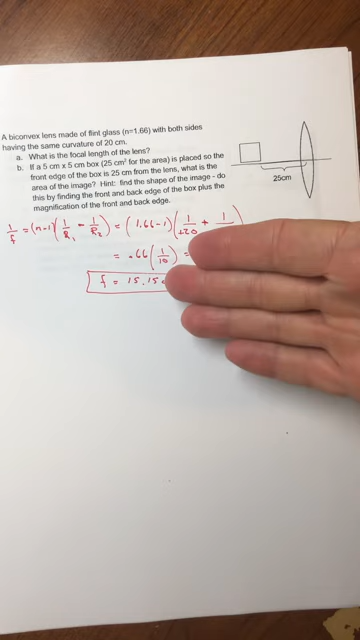 A biconvex lens made of flint glass (n=1.66) with both sides
having the same curvature of 20 cm.
a. What is the focal length of the lens?
b. If a 5 cm x 5 cm box (25 cm² for the area) is placed so the
front edge of the box is 25 cm from the lens, what is the
area of the image? Hint: find the shape of the image - do
this by finding the front and back edge of the box plus the
magnification of the front and back edge.
25cm
1/f = (n-1)(1/R₁ - 1/R₂) = (1.66-1)(1/+20 + 1/
= .66(1/10) =
f = 15.15